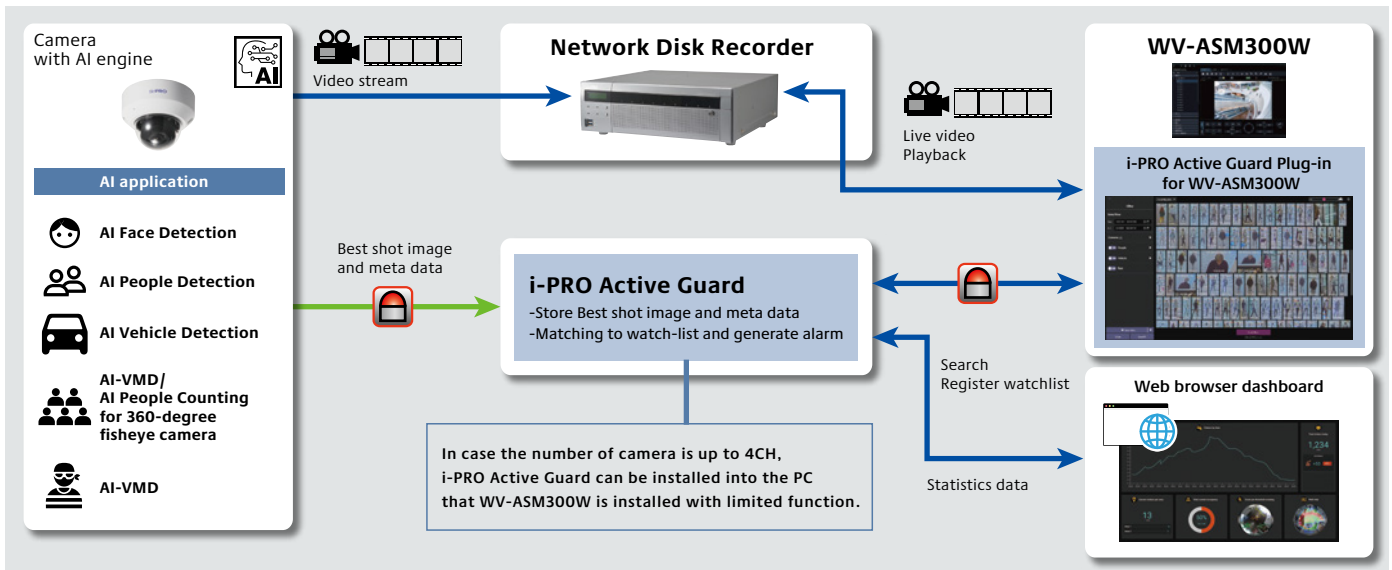 Camera
with AI engine
AI
i-PRO
AI application
AI Face Detection
AI People Detection
AI Vehicle Detection
AI-VMD/
AI People Counting
for 360-degree
fisheye camera
AI-VMD
Video stream
Network Disk Recorder
Live video
Playback
Best shot image
and meta data
i-PRO Active Guard
-Store Best shot image and meta data
-Matching to watch-list and generate alarm
In case the number of camera is up to 4CH,
i-PRO Active Guard can be installed into the PC
that WV-ASM300W is installed with limited function.
Search
Register watchlist
Statistics data
WV-ASM300W
i-PRO Active Guard Plug-in
for WV-ASM300W
Web browser dashboard
1,234
13